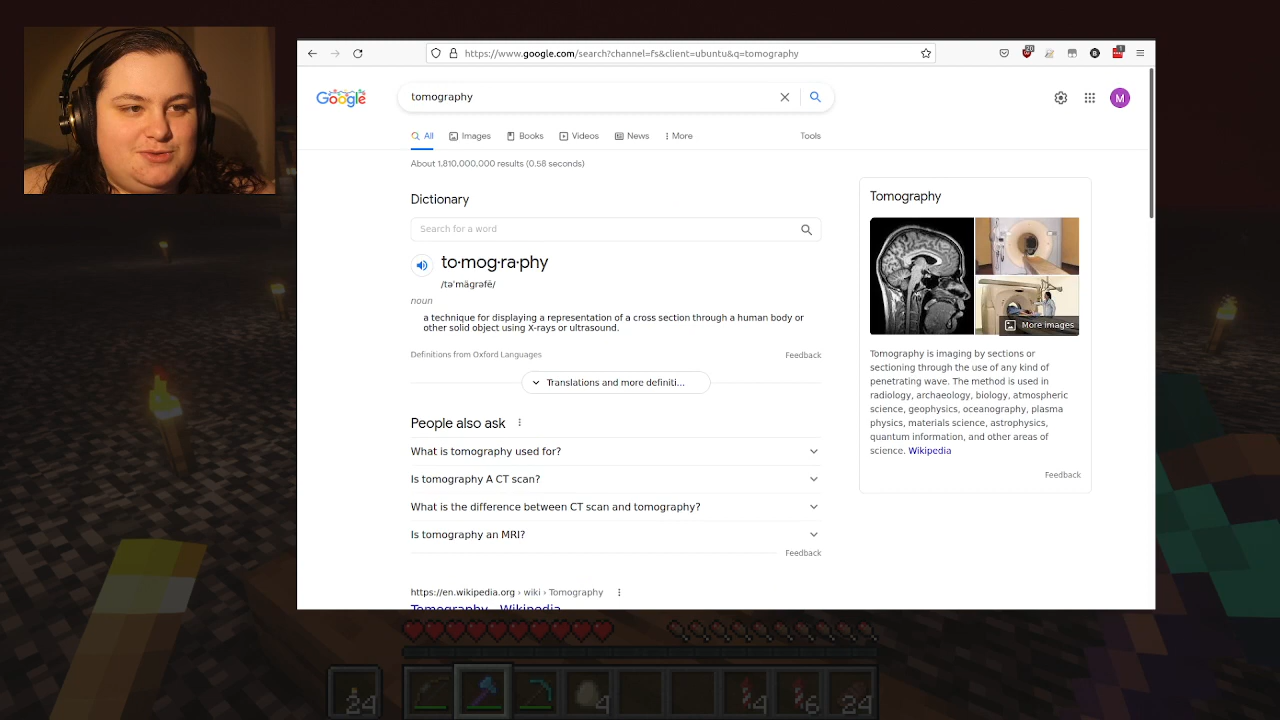 https://www.google.com/search?channel=fs&client=ubuntu&q=tomography
Google
tomography
M
All
Images
Books
Videos
News
More
Tools
About 1,810,000,000 results (0.58 seconds)
Dictionary
Search for a word
to·mog·ra·phy
/təˈmäɡrəfē/
noun
a technique for displaying a representation of a cross section through a human body or
other solid object using X-rays or ultrasound.
Definitions from Oxford Languages
Feedback
Translations and more definiti...
People also ask
What is tomography used for?
Is tomography A CT scan?
What is the difference between CT scan and tomography?
Is tomography an MRI?
Feedback
https://en.wikipedia.org › wiki › Tomography
Tomography - Wikipedia
Tomography
More images
Tomography is imaging by sections or
sectioning through the use of any kind of
penetrating wave. The method is used in
radiology, archaeology, biology, atmospheric
science, geophysics, oceanography, plasma
physics, materials science, astrophysics,
quantum information, and other areas of
science. Wikipedia
Feedback
24
4
4
6
24